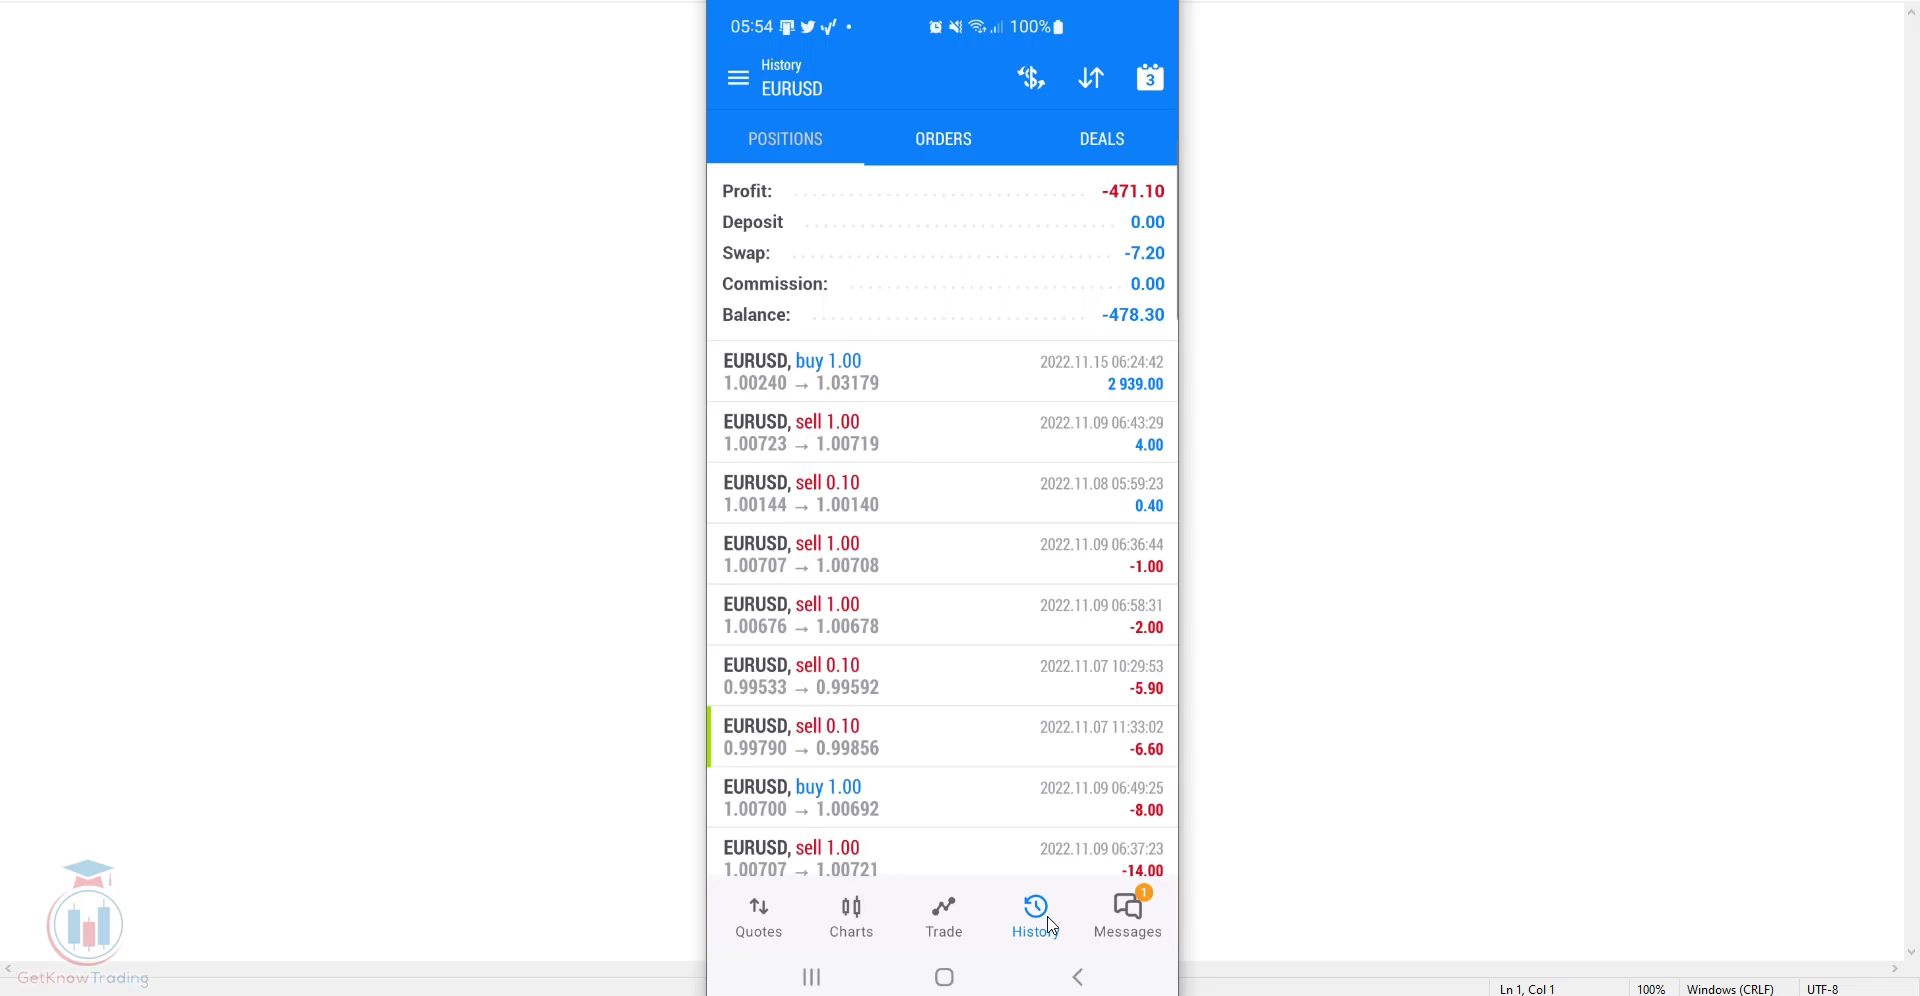 05:54 100%
History
EURUSD
3
POSITIONS ORDERS DEALS
Profit: -471.10
Deposit 0.00
Swap: -7.20
Commission: 0.00
Balance: -478.30
EURUSD, buy 1.00 2022.11.15 06:24:42
1.00240 → 1.03179 2 939.00
EURUSD, sell 1.00 2022.11.09 06:43:29
1.00723 → 1.00719 4.00
EURUSD, sell 0.10 2022.11.08 05:59:23
1.00144 → 1.00140 0.40
EURUSD, sell 1.00 2022.11.09 06:36:44
1.00707 → 1.00708 -1.00
EURUSD, sell 1.00 2022.11.09 06:58:31
1.00676 → 1.00678 -2.00
EURUSD, sell 0.10 2022.11.07 10:29:53
0.99533 → 0.99592 -5.90
EURUSD, sell 0.10 2022.11.07 11:33:02
0.99790 → 0.99856 -6.60
EURUSD, buy 1.00 2022.11.09 06:49:25
1.00700 → 1.00692 -8.00
EURUSD, sell 1.00 2022.11.09 06:37:23
1.00707 → 1.00721 -14.00
1
Quotes Charts Trade History Messages
GetKnowTrading
Ln 1, Col 1 100% Windows (CRLF) UTF-8